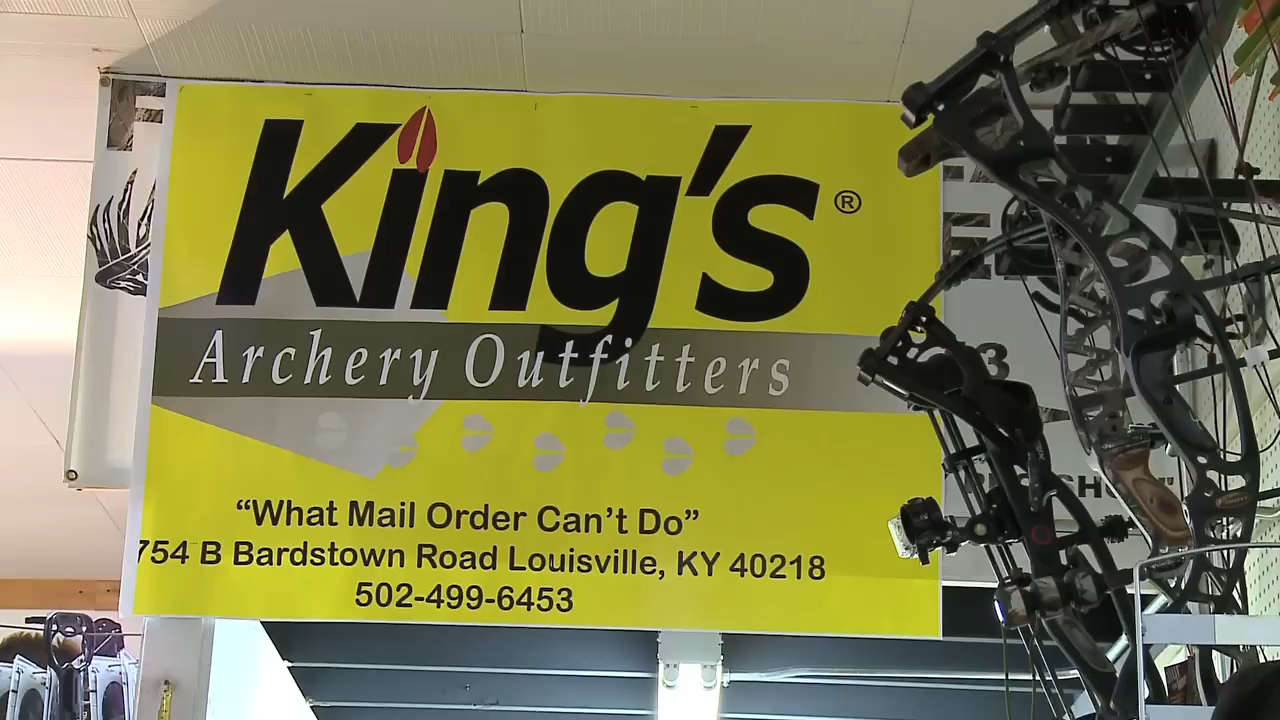 King's ®
Archery Outfitters
“What Mail Order Can’t Do”
754 B Bardstown Road Louisville, KY 40218
502-499-6453